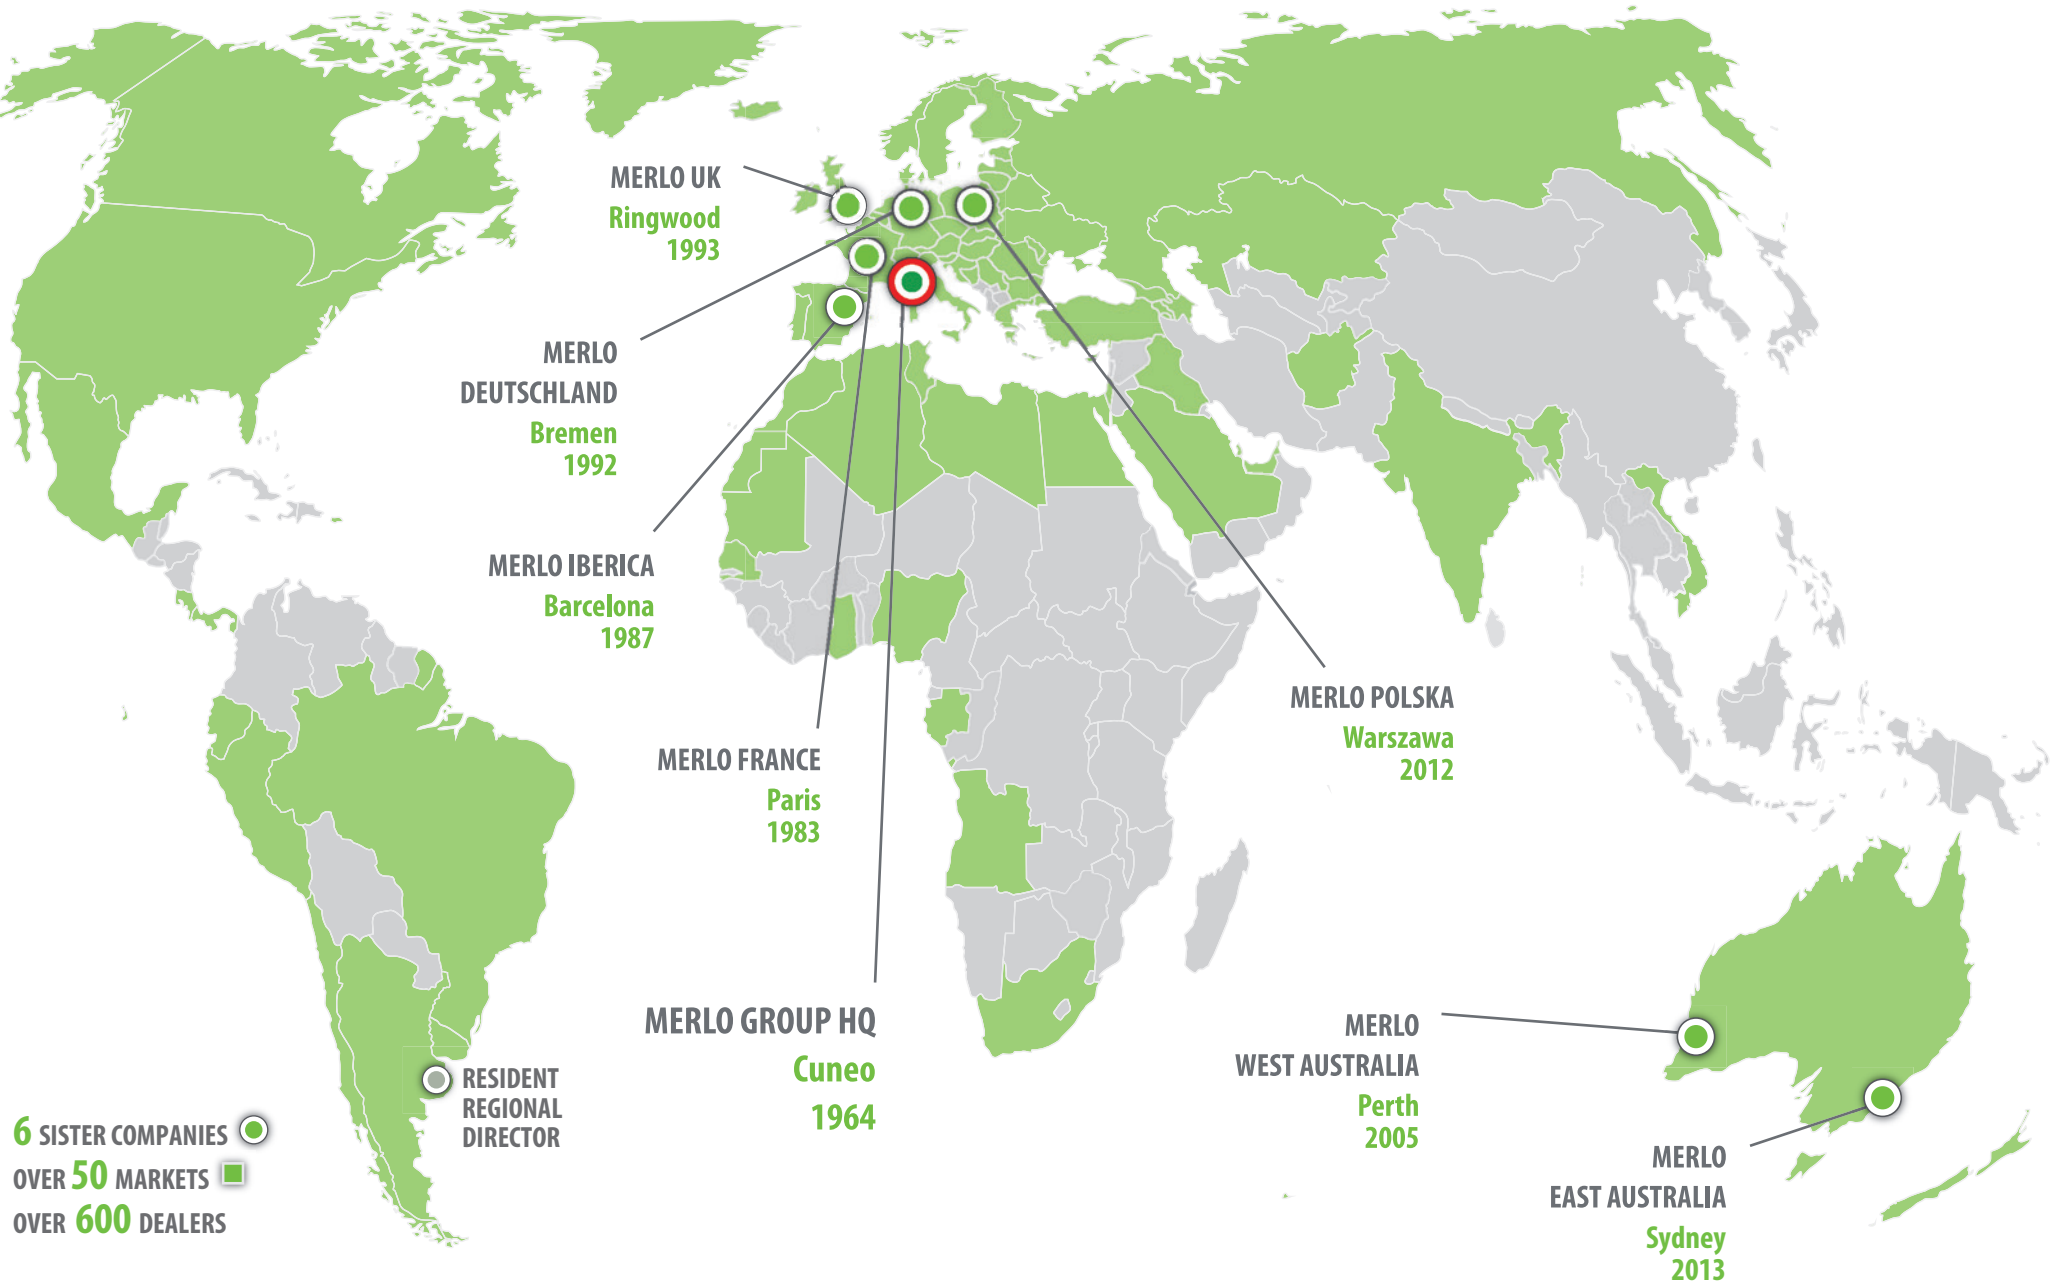 MERLO UK
Ringwood
1993
MERLO
DEUTSCHLAND
Bremen
1992
MERLO IBERICA
Barcelona
1987
MERLO FRANCE
Paris
1983
MERLO GROUP HQ
Cuneo
1964
MERLO POLSKA
Warszawa
2012
MERLO
WEST AUSTRALIA
Perth
2005
MERLO
EAST AUSTRALIA
Sydney
2013
RESIDENT
REGIONAL
DIRECTOR
6 SISTER COMPANIES
OVER 50 MARKETS
OVER 600 DEALERS